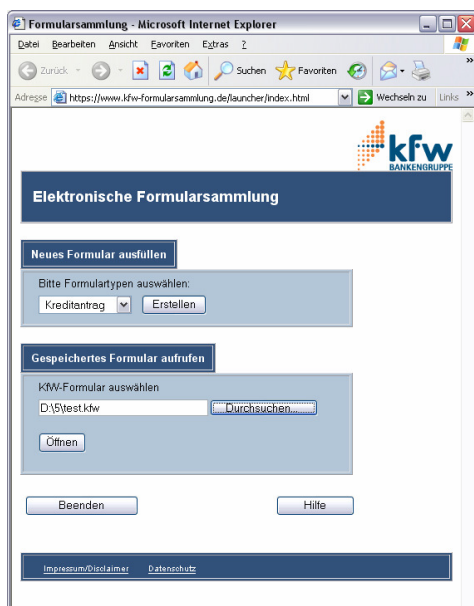 Formularsammlung - Microsoft Internet Explorer
Datei Bearbeiten Ansicht Favoriten Extras ?
Zurück Suchen Favoriten »
Adresse https://www.kfw-formularsammlung.de/launcher/index.html Wechseln zu Links »
kfw
BANKENGRUPPE
Elektronische Formularsammlung
Neues Formular ausfüllen
Bitte Formulartypen auswählen:
Kreditantrag Erstellen
Gespeichertes Formular aufrufen
KfW-Formular auswählen
D:\5\test.kfw Durchsuchen...
Öffnen
Beenden Hilfe
Impressum/Disclaimer Datenschutz